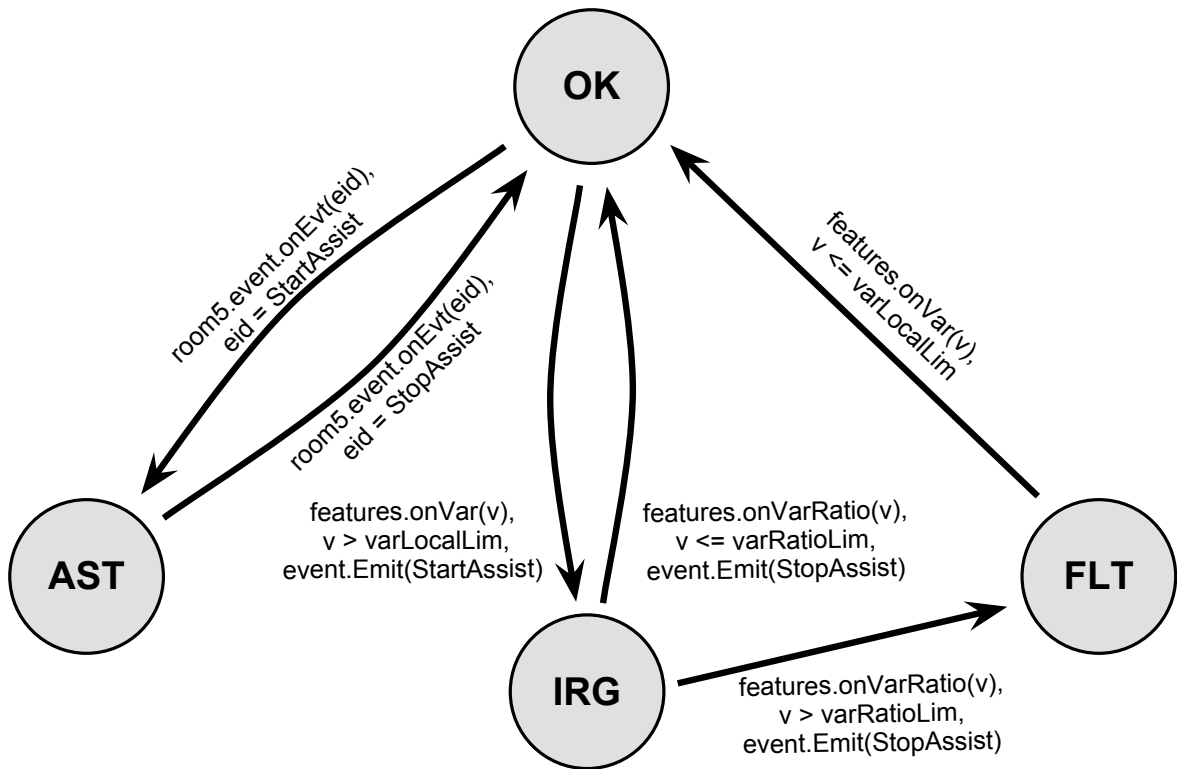 OK
room5.event.onEvt(eid),
eid = StartAssist
room5.event.onEvt(eid),
eid = StopAssist
features.onVar(v),
v <= varLocalLim
features.onVar(v),
v > varLocalLim,
event.Emit(StartAssist)
features.onVarRatio(v),
v <= varRatioLim,
event.Emit(StopAssist)
AST
FLT
IRG
features.onVarRatio(v),
v > varRatioLim,
event.Emit(StopAssist)